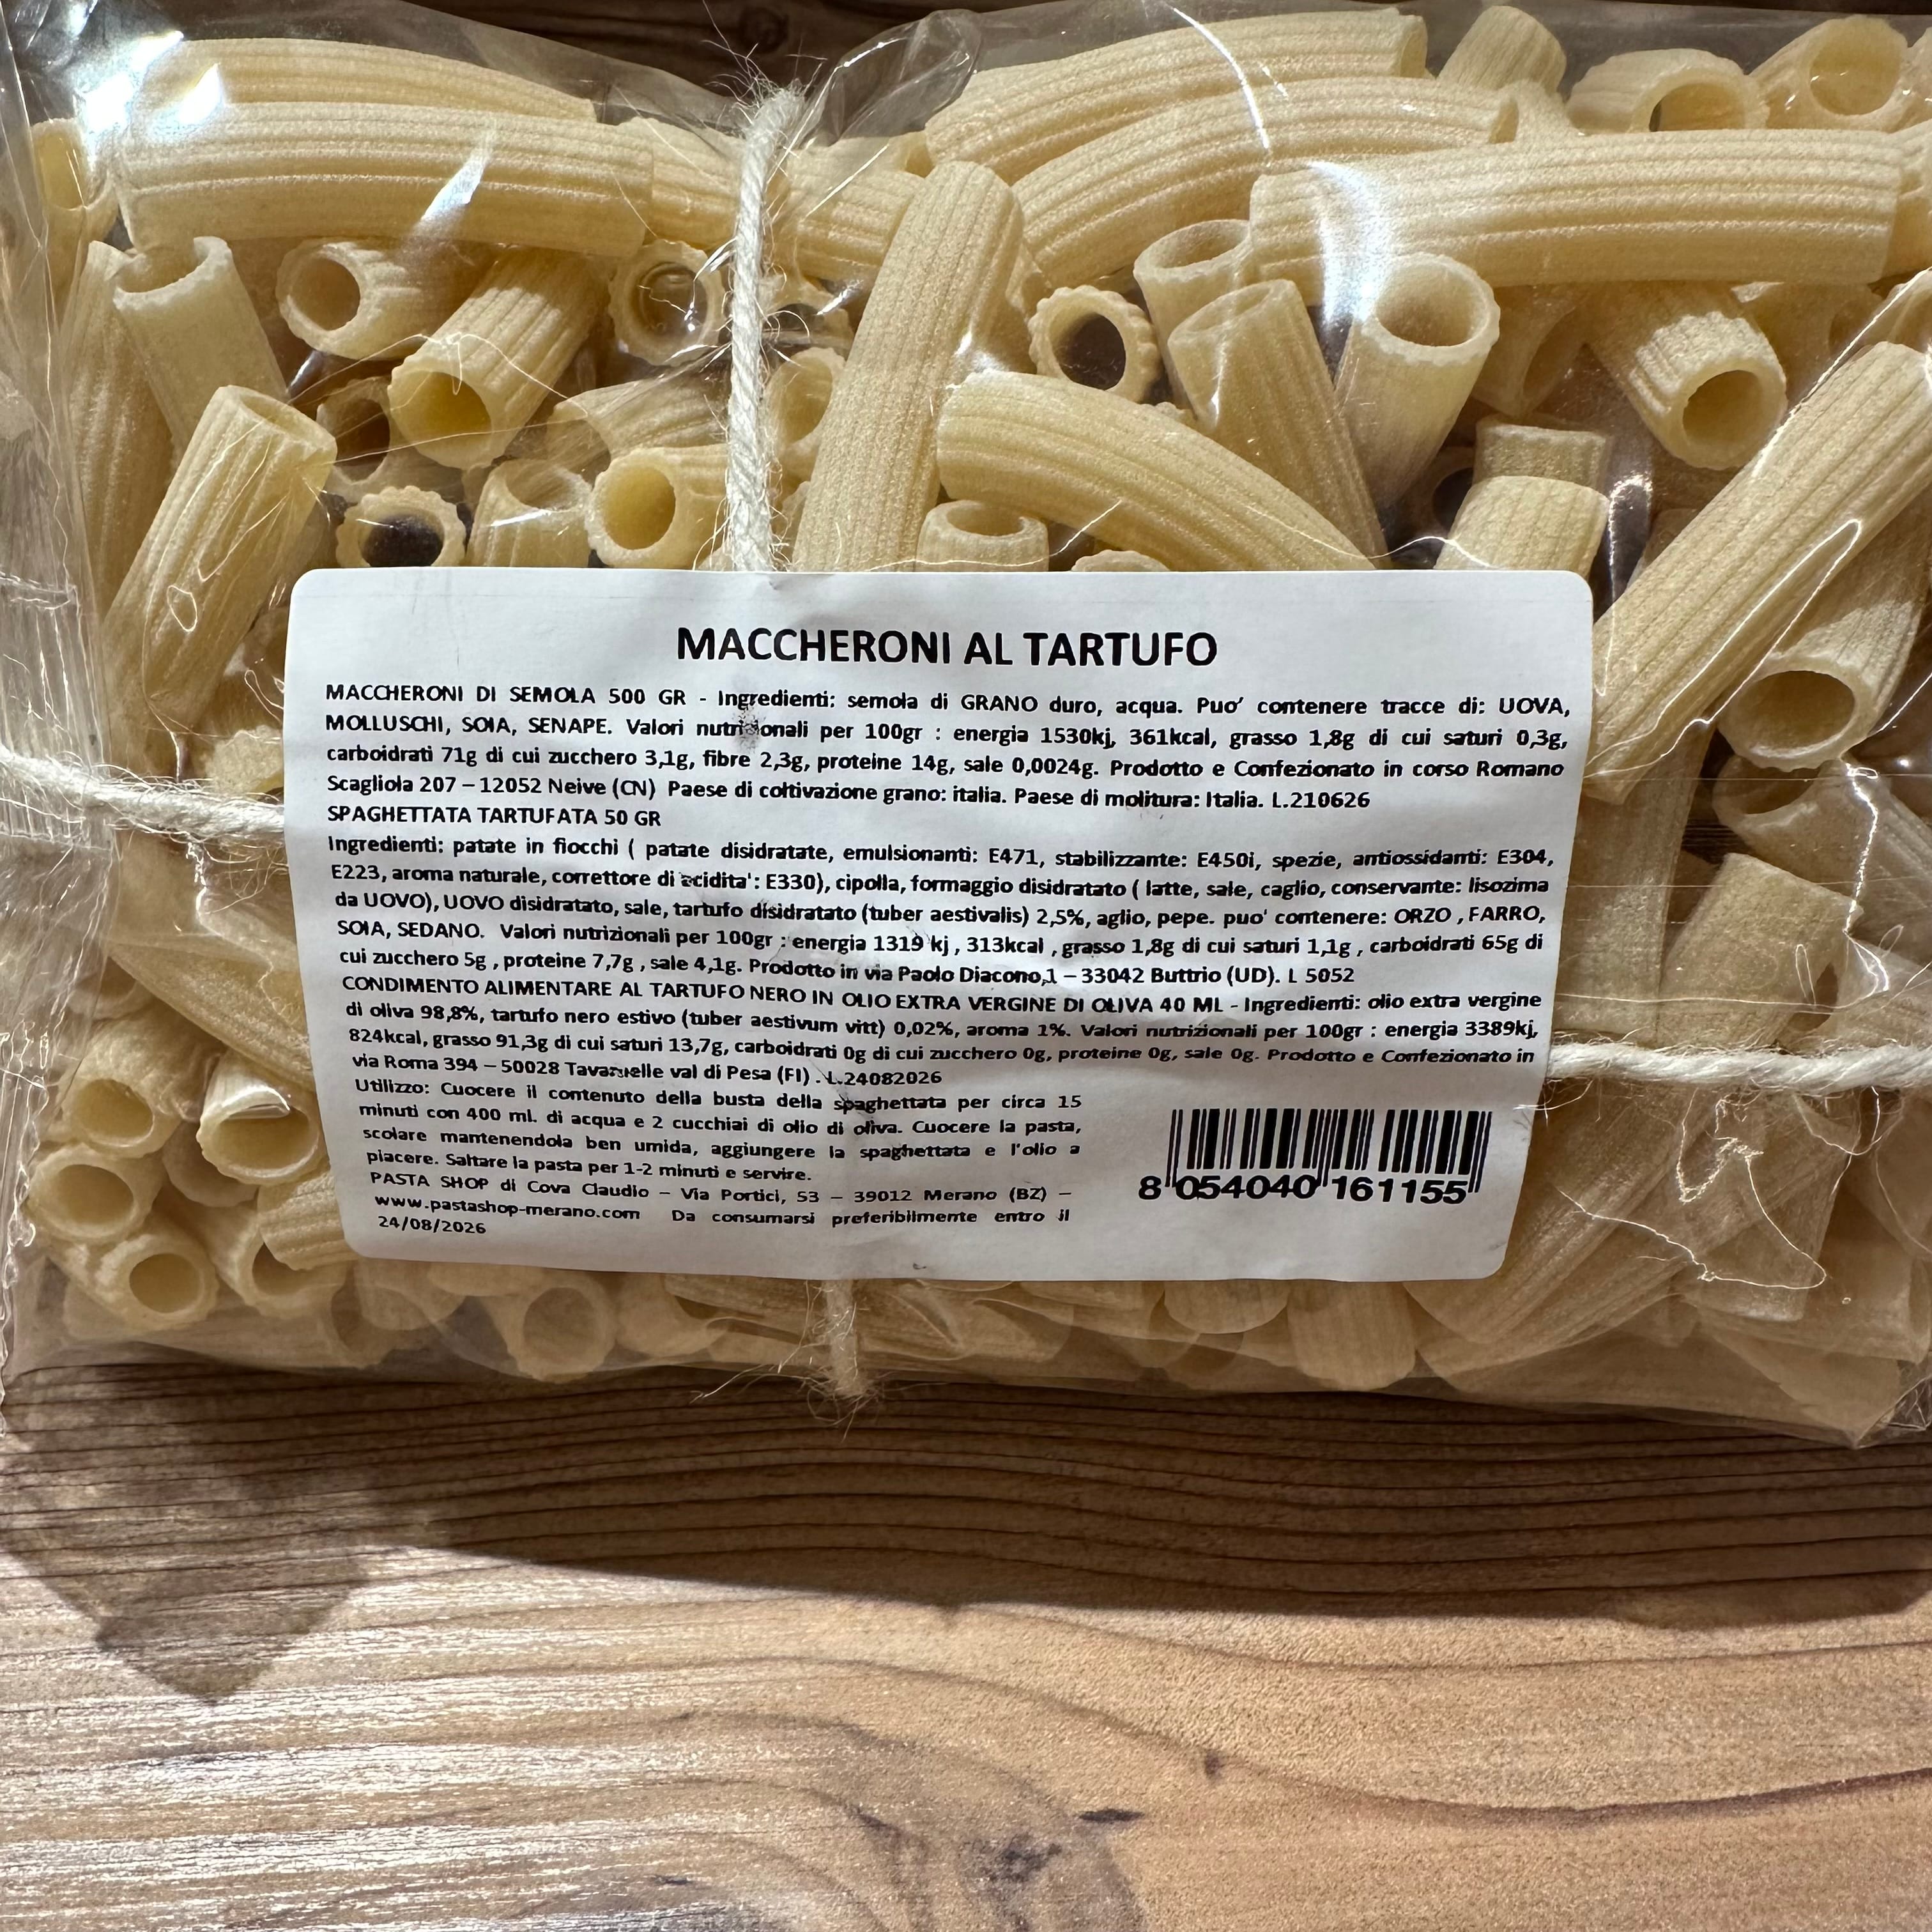 MACCHERONI AL TARTUFO
MACCHERONI DI SEMOLA 500 GR - Ingredienti: semola di GRANO duro, acqua. Puo’ contenere tracce di: UOVA,
MOLLUSCHI, SOIA, SENAPE. Valori nutrizionali per 100gr : energia 1530kj, 361kcal, grasso 1,8g di cui saturi 0,3g,
carboidrati 71g di cui zucchero 3,1g, fibre 2,3g, proteine 14g, sale 0,0024g. Prodotto e Confezionato in corso Romano
Scagliola 207 – 12052 Neive (CN) Paese di coltivazione grano: italia. Paese di molitura: Italia. L.210626
SPAGHETTATA TARTUFATA 50 GR
Ingredienti: patate in fiocchi ( patate disidratate, emulsionanti: E471, stabilizzante: E450i, spezie, antiossidanti: E304,
E223, aroma naturale, correttore di acidita': E330), cipolla, formaggio disidratato ( latte, sale, caglio, conservante: lisozima
da UOVO), UOVO disidratato, sale, tartufo disidratato (tuber aestivalis) 2,5%, aglio, pepe. puo' contenere: ORZO , FARRO,
SOIA, SEDANO. Valori nutrizionali per 100gr : energia 1319 kj , 313kcal , grasso 1,8g di cui saturi 1,1g , carboidrati 65g di
cui zucchero 5g , proteine 7,7g , sale 4,1g. Prodotto in via Paolo Diacono,1 – 33042 Buttrio (UD). L 5052
CONDIMENTO ALIMENTARE AL TARTUFO NERO IN OLIO EXTRA VERGINE DI OLIVA 40 ML - Ingredienti: olio extra vergine
di oliva 98,8%, tartufo nero estivo (tuber aestivum vitt) 0,02%, aroma 1%. Valori nutrizionali per 100gr : energia 3389kj,
824kcal, grasso 91,3g di cui saturi 13,7g, carboidrati 0g di cui zucchero 0g, proteine 0g, sale 0g. Prodotto e Confezionato in
via Roma 394 – 50028 Tavarnelle val di Pesa (FI) . L.24082026
Utilizzo: Cuocere il contenuto della busta della spaghettata per circa 15
minuti con 400 ml. di acqua e 2 cucchiai di olio di oliva. Cuocere la pasta,
scolare mantenendola ben umida, aggiungere la spaghettata e l'olio a
piacere. Saltare la pasta per 1-2 minuti e servire.
PASTA SHOP di Cova Claudio – Via Portici, 53 – 39012 Merano (BZ) –
www.pastashop-merano.com Da consumarsi preferibilmente entro il
24/08/2026
8 054040 161155